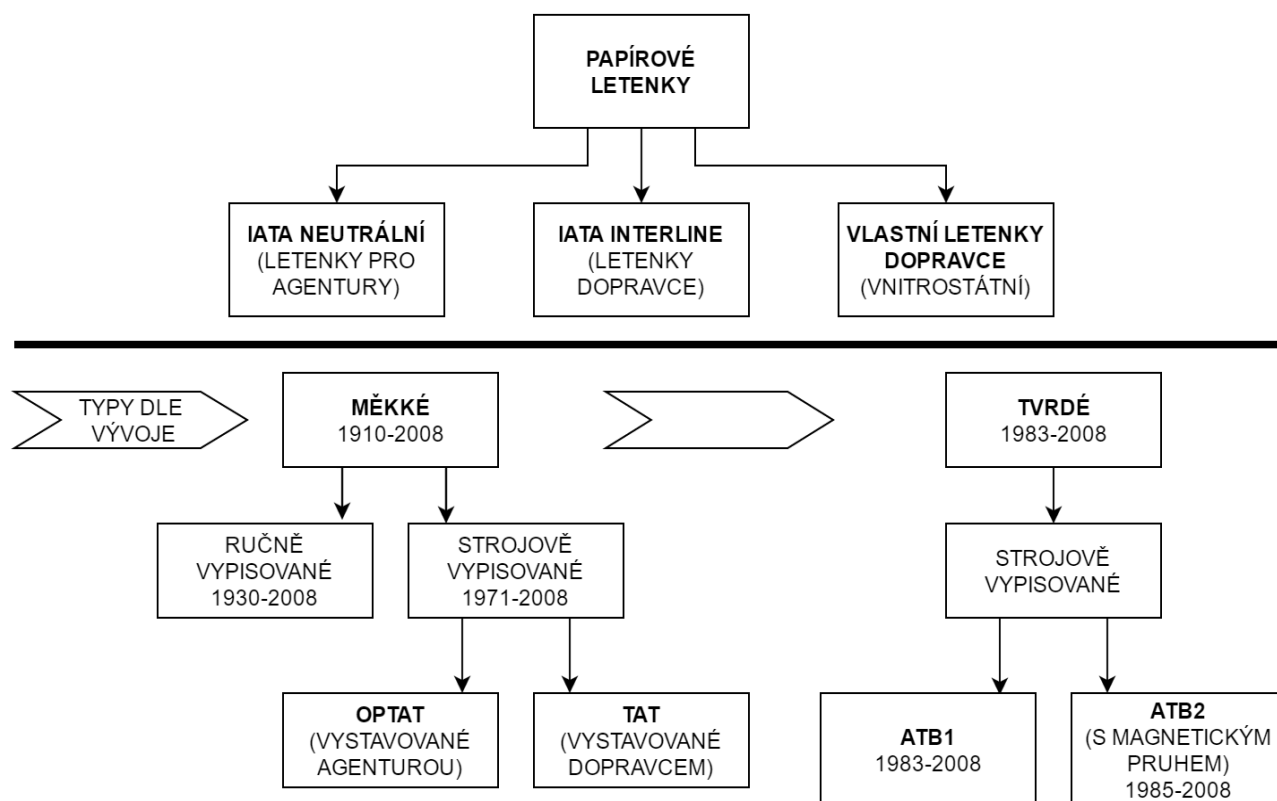 PAPÍROVÉ
LETENKY
IATA NEUTRÁLNÍ
(LETENKY PRO
AGENTURY)
IATA INTERLINE
(LETENKY
DOPRAVCE)
VLASTNÍ LETENKY
DOPRAVCE
(VNITROSTÁTNÍ)
TYPY DLE
VÝVOJE
MĚKKÉ
1910-2008
TVRDÉ
1983-2008
RUČNĚ
VYPISOVANÉ
1930-2008
STROJOVĚ
VYPISOVANÉ
1971-2008
STROJOVĚ
VYPISOVANÉ
OPTAT
(VYSTAVOVANÉ
AGENTUROU)
TAT
(VYSTAVOVANÉ
DOPRAVCEM)
ATB1
1983-2008
ATB2
(S MAGNETICKÝM
PRUHEM)
1985-2008